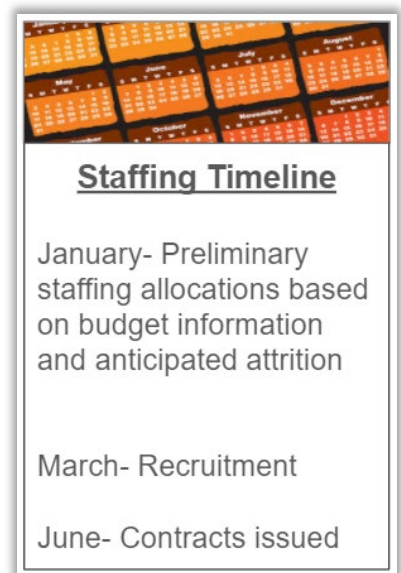 January
May
June
July
August
October
November
December
Staffing Timeline
January- Preliminary
staffing allocations based
on budget information
and anticipated attrition
March- Recruitment
June- Contracts issued